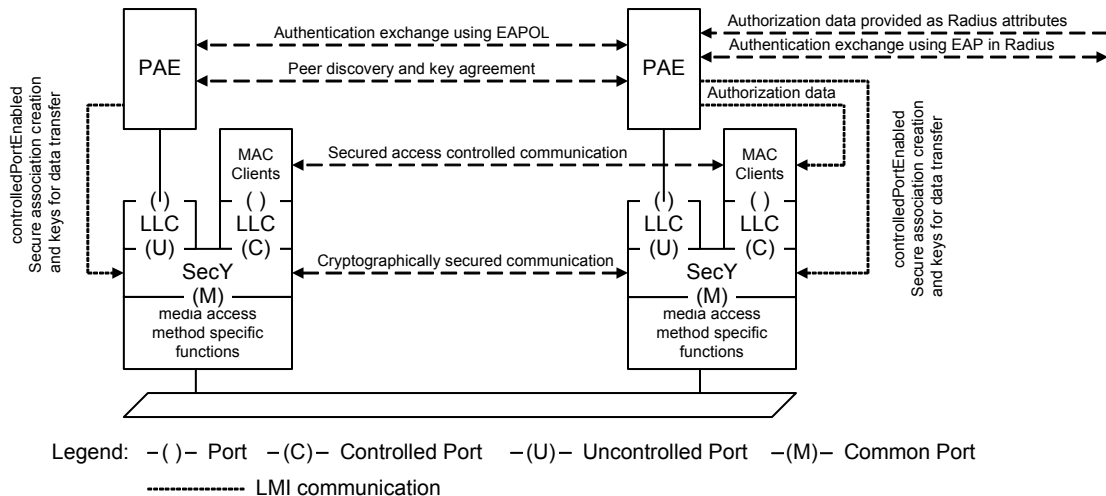 Authentication exchange using EAPOL
Authorization data provided as Radius attributes
Authentication exchange using EAP in Radius
PAE
PAE
Peer discovery and key agreement
Authorization data
controlledPortEnabled
Secure association creation
and keys for data transfer
MAC
Clients
Secured access controlled communication
MAC
Clients
controlledPortEnabled
Secure association creation
and keys for data transfer
( )
( )
( )
( )
LLC
LLC
LLC
LLC
(U)
(C)
(U)
(C)
SecY
Cryptographically secured communication
SecY
(M)
(M)
media access
method specific
functions
media access
method specific
functions
Legend: –( )– Port –(C)– Controlled Port –(U)– Uncontrolled Port –(M)– Common Port
LMI communication